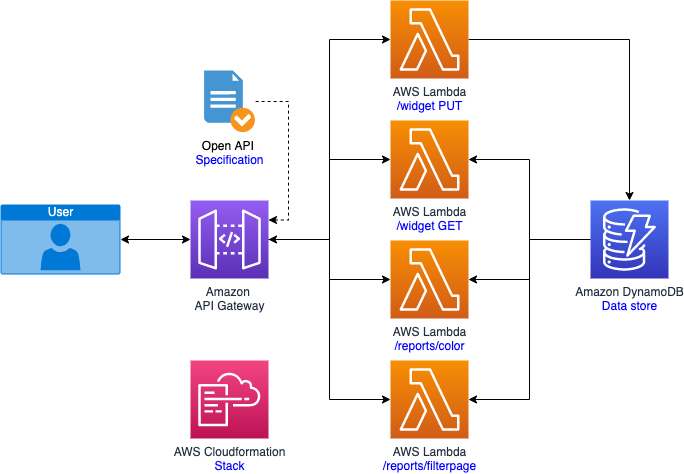 AWS Lambda
/widget PUT
Open API
Specification
AWS Lambda
/widget GET
User
Amazon
API Gateway
Amazon DynamoDB
Data store
AWS Lambda
/reports/color
AWS Cloudformation
Stack
AWS Lambda
/reports/filterpage